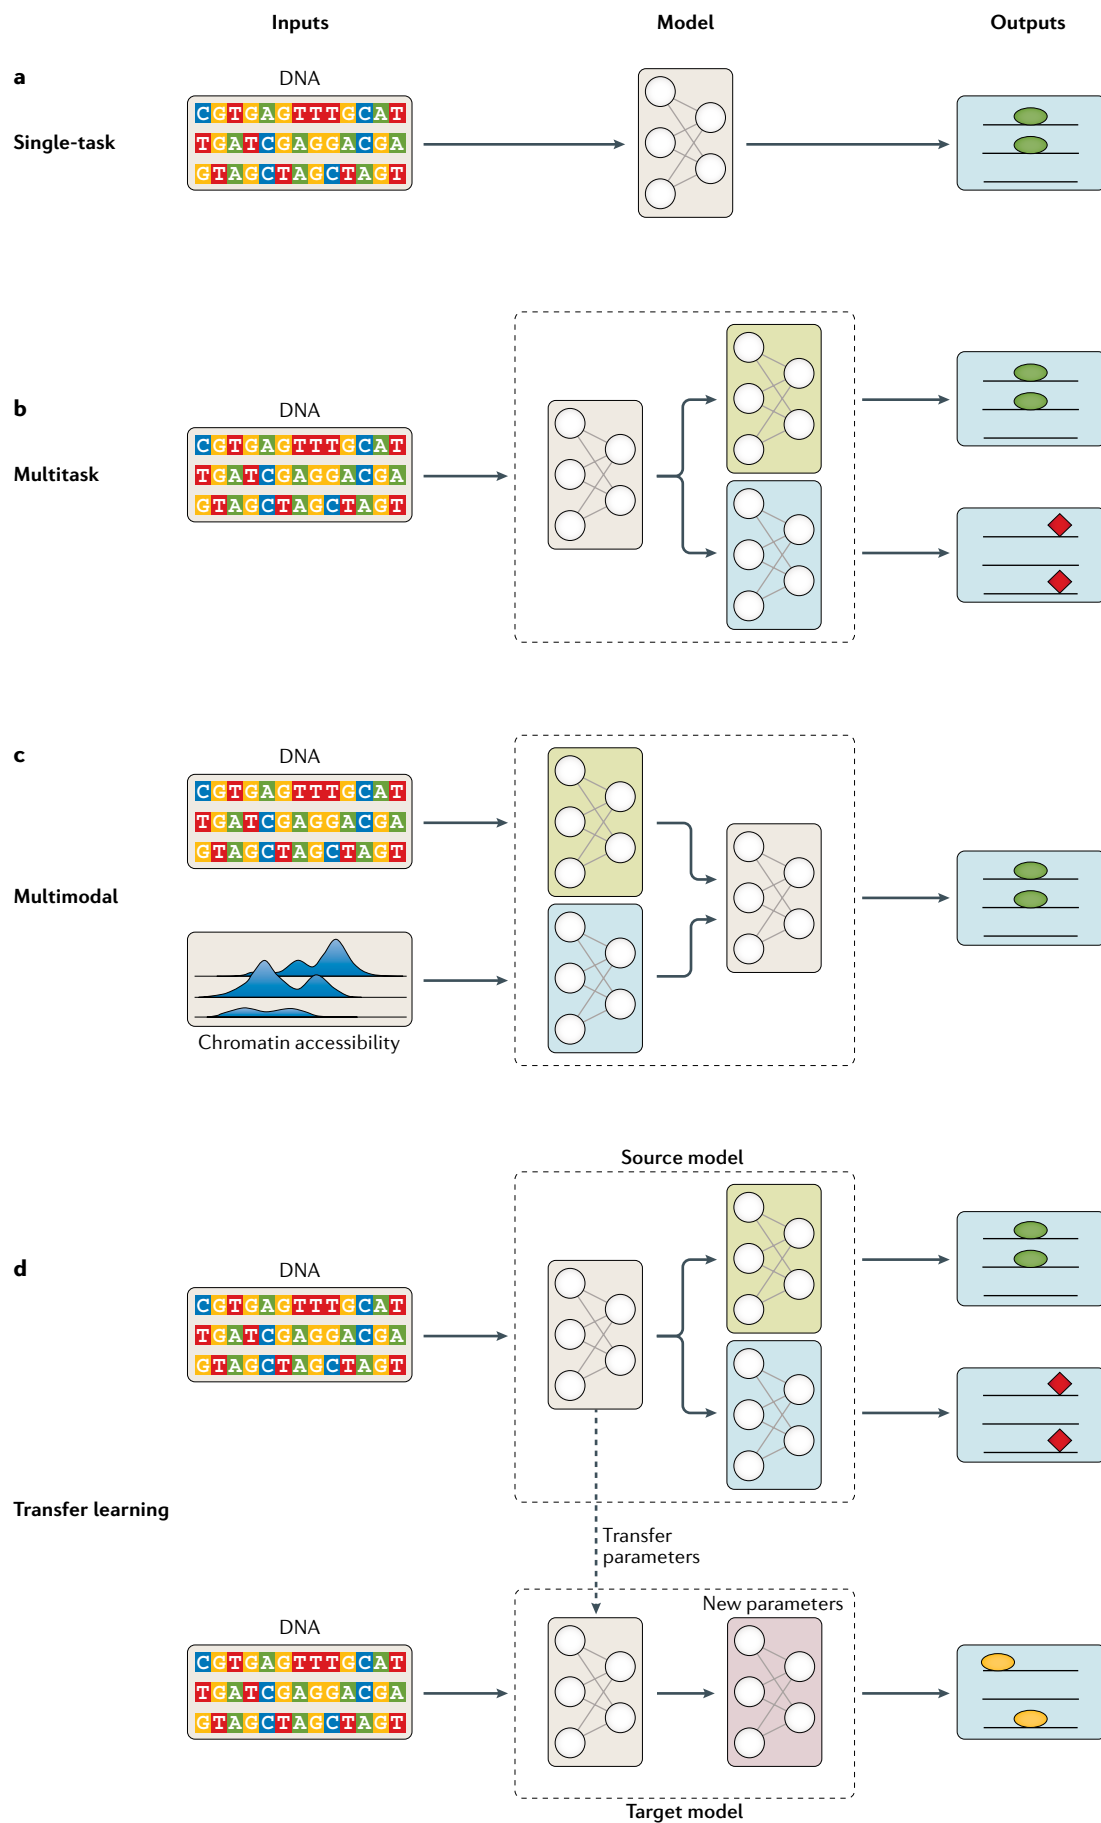 Inputs
Model
Outputs
a
Single-task
DNA
CGTGAGTTTGCAT
TGATCGAGGACGA
GTAGCTAGCTAGT
b
Multitask
DNA
CGTGAGTTTGCAT
TGATCGAGGACGA
GTAGCTAGCTAGT
c
Multimodal
DNA
CGTGAGTTTGCAT
TGATCGAGGACGA
GTAGCTAGCTAGT
Chromatin accessibility
d
Transfer learning
Source model
DNA
CGTGAGTTTGCAT
TGATCGAGGACGA
GTAGCTAGCTAGT
Transfer
parameters
DNA
CGTGAGTTTGCAT
TGATCGAGGACGA
GTAGCTAGCTAGT
New parameters
Target model